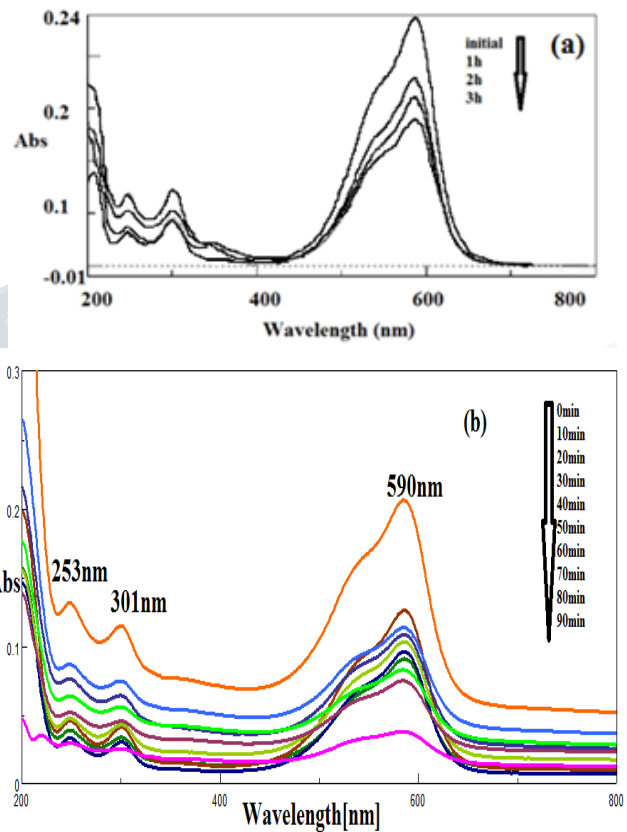 0.24
(a)
initial
1h
2h
3h
0.2
Abs
0.1
-0.01
200 400 600 800
Wavelength (nm)
0.3
(b)
0min
10min
20min
30min
40min
50min
60min
70min
80min
90min
590nm
0.2
253nm
301nm
Abs
0.1
0
200 400 600 800
Wavelength[nm]